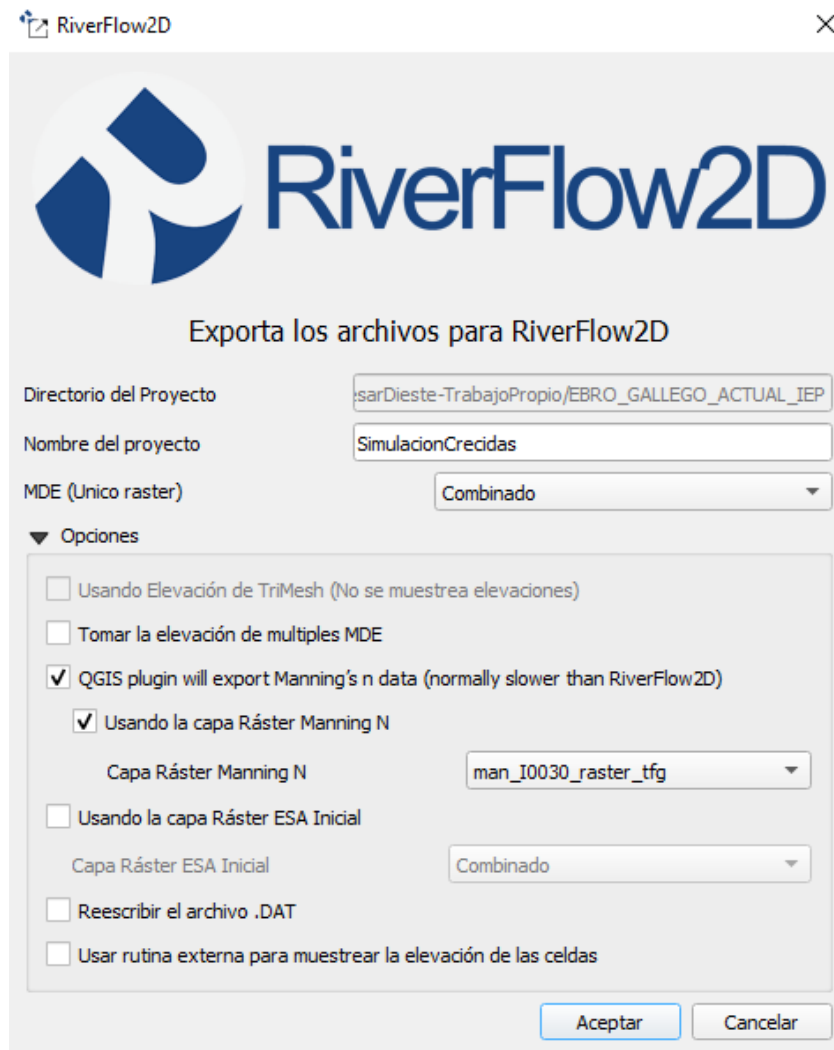 RiverFlow2D
RiverFlow2D
Exporta los archivos para RiverFlow2D
Directorio del Proyecto
sarDieste-TrabajoPropio/EBRO_GALLEGO_ACTUAL_IEP
Nombre del proyecto
SimulacionCrecidas
MDE (Unico raster)
Combinado
Opciones
Usando Elevación de TriMesh (No se muestrea elevaciones)
Tomar la elevación de multiples MDE
QGIS plugin will export Manning's n data (normally slower than RiverFlow2D)
Usando la capa Ráster Manning N
Capa Ráster Manning N
man_I0030_raster_tfg
Usando la capa Ráster ESA Inicial
Capa Ráster ESA Inicial
Combinado
Reescribir el archivo .DAT
Usar rutina externa para muestrear la elevación de las celdas
Aceptar
Cancelar